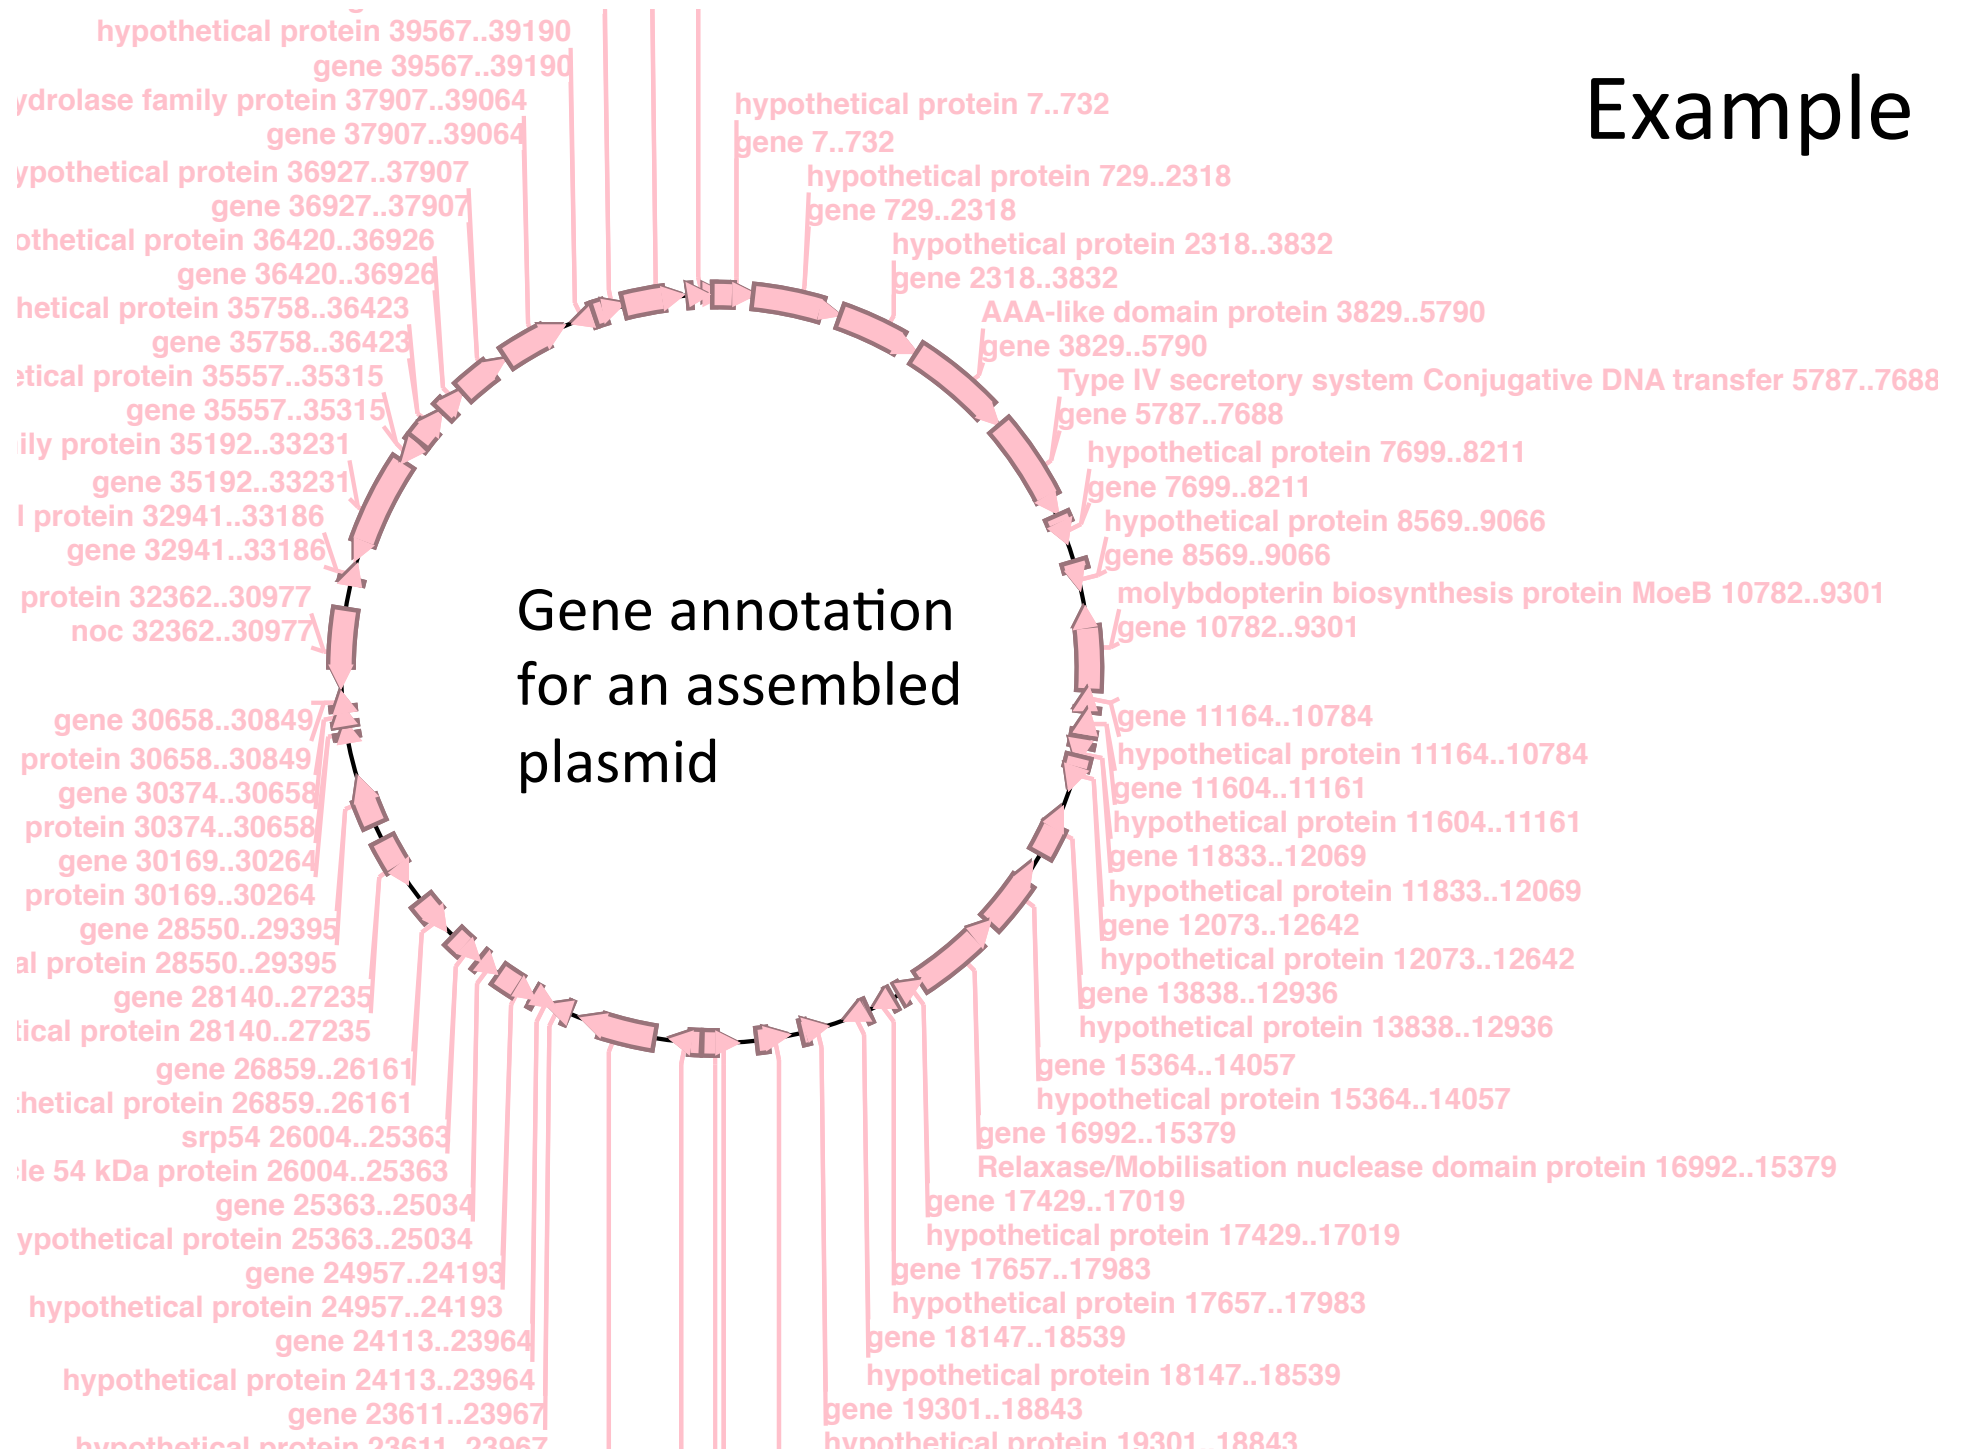 Example
hypothetical protein 39567..39190
gene 39567..39190
ydrolase family protein 37907..39064
gene 37907..39064
ypothetical protein 36927..37907
gene 36927..37907
othetical protein 36420..36926
gene 36420..36926
hetical protein 35758..36423
gene 35758..36423
etical protein 35557..35315
gene 35557..35315
ily protein 35192..33231
gene 35192..33231
l protein 32941..33186
gene 32941..33186
protein 32362..30977
noc 32362..30977
gene 30658..30849
protein 30658..30849
gene 30374..30658
protein 30374..30658
gene 30169..30264
protein 30169..30264
gene 28550..29395
al protein 28550..29395
gene 28140..27235
tical protein 28140..27235
gene 26859..26161
hetical protein 26859..26161
srp54 26004..25363
le 54 kDa protein 26004..25363
gene 25363..25034
ypothetical protein 25363..25034
gene 24957..24193
hypothetical protein 24957..24193
gene 24113..23964
hypothetical protein 24113..23964
gene 23611..23967
hypothetical protein 23611..23967
Gene annotation
for an assembled
plasmid
hypothetical protein 7..732
gene 7..732
hypothetical protein 729..2318
gene 729..2318
hypothetical protein 2318..3832
gene 2318..3832
AAA-like domain protein 3829..5790
gene 3829..5790
Type IV secretory system Conjugative DNA transfer 5787..7688
gene 5787..7688
hypothetical protein 7699..8211
gene 7699..8211
hypothetical protein 8569..9066
gene 8569..9066
molybdopterin biosynthesis protein MoeB 10782..9301
gene 10782..9301
gene 11164..10784
hypothetical protein 11164..10784
gene 11604..11161
hypothetical protein 11604..11161
gene 11833..12069
hypothetical protein 11833..12069
gene 12073..12642
hypothetical protein 12073..12642
gene 13838..12936
hypothetical protein 13838..12936
gene 15364..14057
hypothetical protein 15364..14057
gene 16992..15379
Relaxase/Mobilisation nuclease domain protein 16992..15379
gene 17429..17019
hypothetical protein 17429..17019
gene 17657..17983
hypothetical protein 17657..17983
gene 18147..18539
hypothetical protein 18147..18539
gene 19301..18843
hypothetical protein 19301..18843